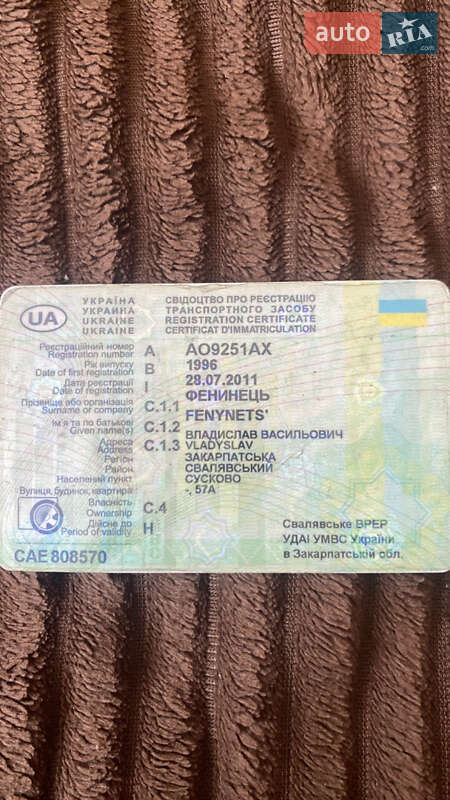 auto RIA .com
УКРАЇНА СВІДОЦТВО ПРО РЕЄСТРАЦІЮ
УКРАИНА ТРАНСПОРТНОГО ЗАСОБУ
UA UKRAINE REGISTRATION CERTIFICATE
UKRAINE CERTIFICAT D'IMMATRICULATION
Реєстраційний номер
Registration number A AO9251AX
Рік випуску
Date of first registration B 1996
Дата реєстрації
Date of registration I 28.07.2011
Прізвище або організація ФЕНИНЕЦЬ
Surname or company C.1.1 FENYNETS'
Ім'я та по батькові ВЛАДИСЛАВ ВАСИЛЬОВИЧ
Given name(s) C.1.2 VLADYSLAV
Адреса
Address C.1.3
Регіон ЗАКАРПАТСЬКА
Район СВАЛЯВСЬКИЙ
Населений пункт СУСКОВО
Вулиця, будинок, квартира -, 57А
Власність
Ownership C.4
Дійсне до
Period of validity H
Свалявське ВРЕР
УДАІ УМВС України
в Закарпатській обл.
CAE 808570